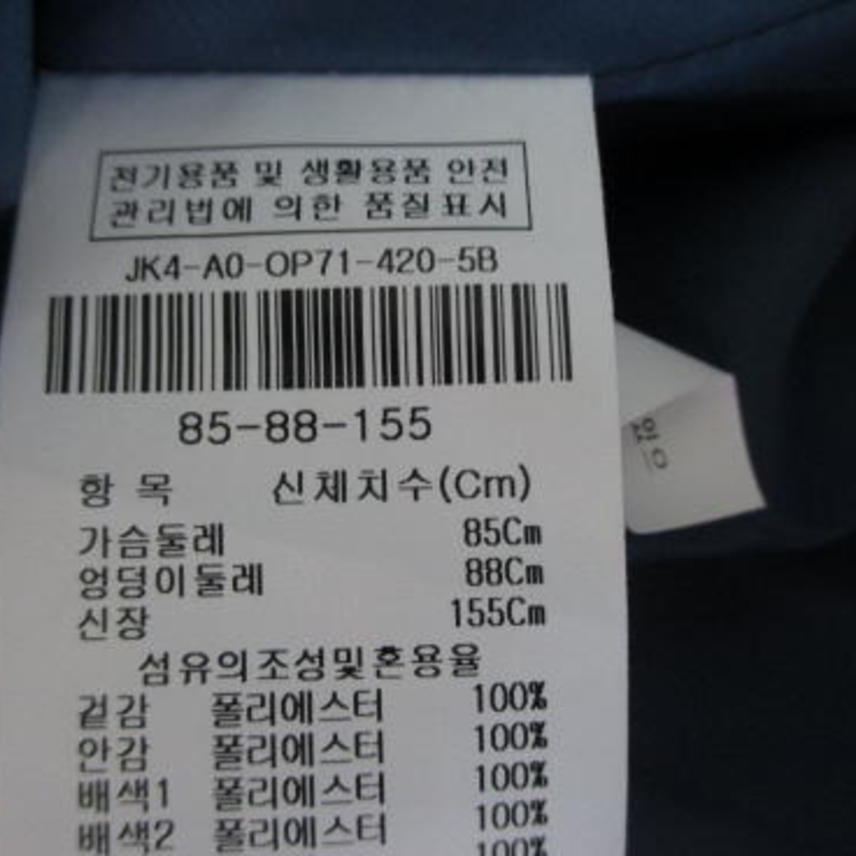 전기용품 및 생활용품 안전
관리법에 의한 품질표시
JK4-A0-OP71-420-5B
85-88-155
항 목 신체치수(Cm)
가슴둘레 85Cm
엉덩이둘레 88Cm
신장 155Cm
섬유의조성및혼용율
겉감 폴리에스터 100%
안감 폴리에스터 100%
배색1 폴리에스터 100%
배색2 폴리에스터 100%
100%